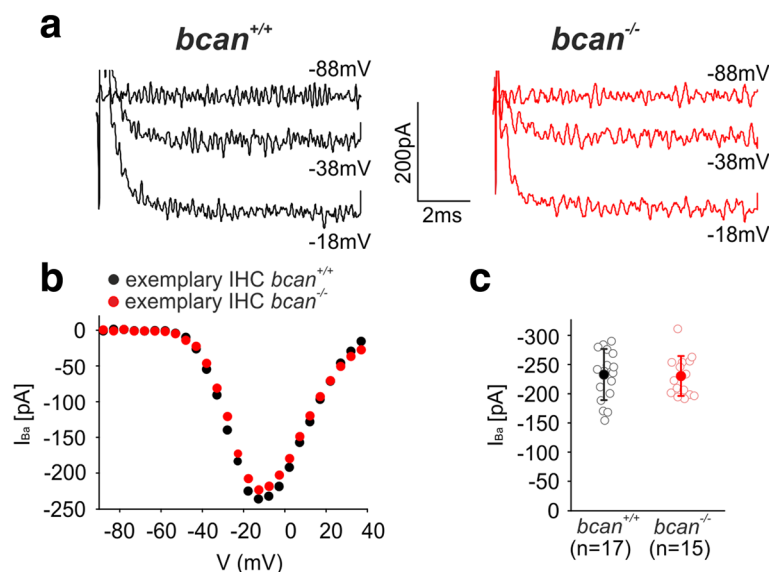 a
bcan+/+
bcan-/-
-88mV
-38mV
-18mV
200pA
2ms
-88mV
-38mV
-18mV
b
exemplary IHC bcan+/+
exemplary IHC bcan-/-
0
-50
-100
-150
-200
-250
IBa [pA]
-80
-40
-20
0
20
40
V (mV)
c
-300
-250
-200
-150
-100
-50
0
IBa [pA]
bcan+/+
(n=17)
bcan-/-
(n=15)